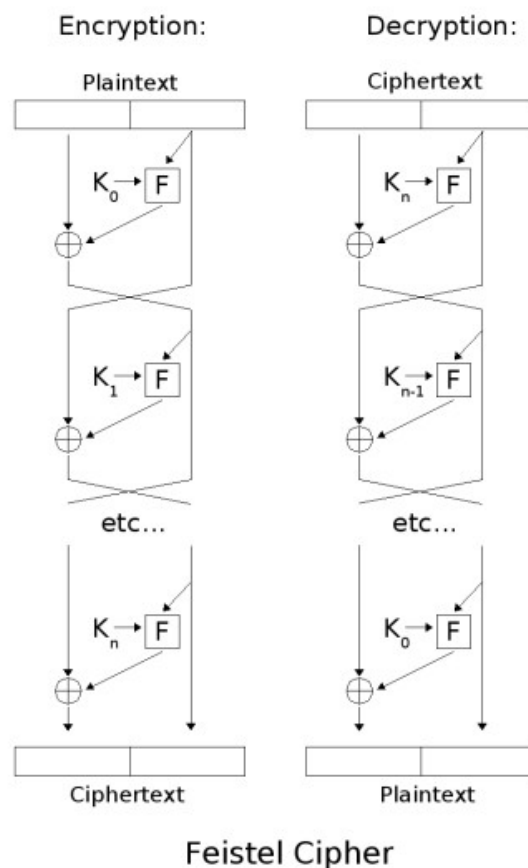 Encryption:
Decryption:
Plaintext
Ciphertext
K0
F
Kn
F
K1
F
Kn-1
F
etc...
etc...
Kn
F
K0
F
Ciphertext
Plaintext
Feistel Cipher